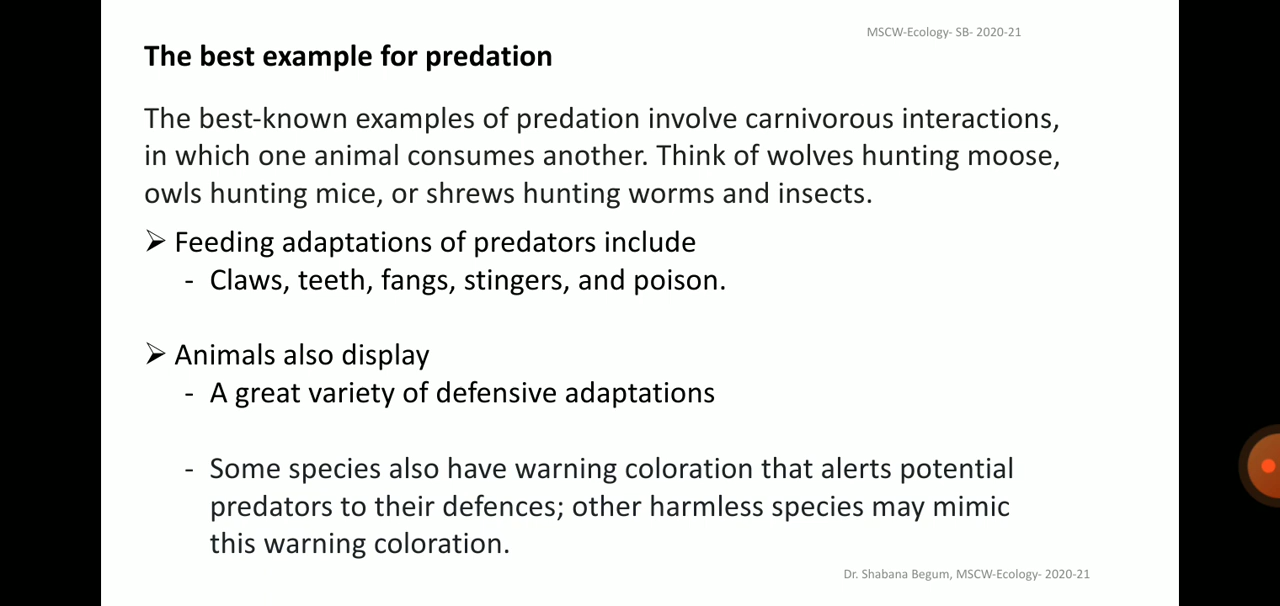 MSCW-Ecology- SB- 2020-21
The best example for predation
The best-known examples of predation involve carnivorous interactions,
in which one animal consumes another. Think of wolves hunting moose,
owls hunting mice, or shrews hunting worms and insects.
➢ Feeding adaptations of predators include
- Claws, teeth, fangs, stingers, and poison.
➢ Animals also display
- A great variety of defensive adaptations
- Some species also have warning coloration that alerts potential
predators to their defences; other harmless species may mimic
this warning coloration.
Dr. Shabana Begum, MSCW-Ecology- 2020-21